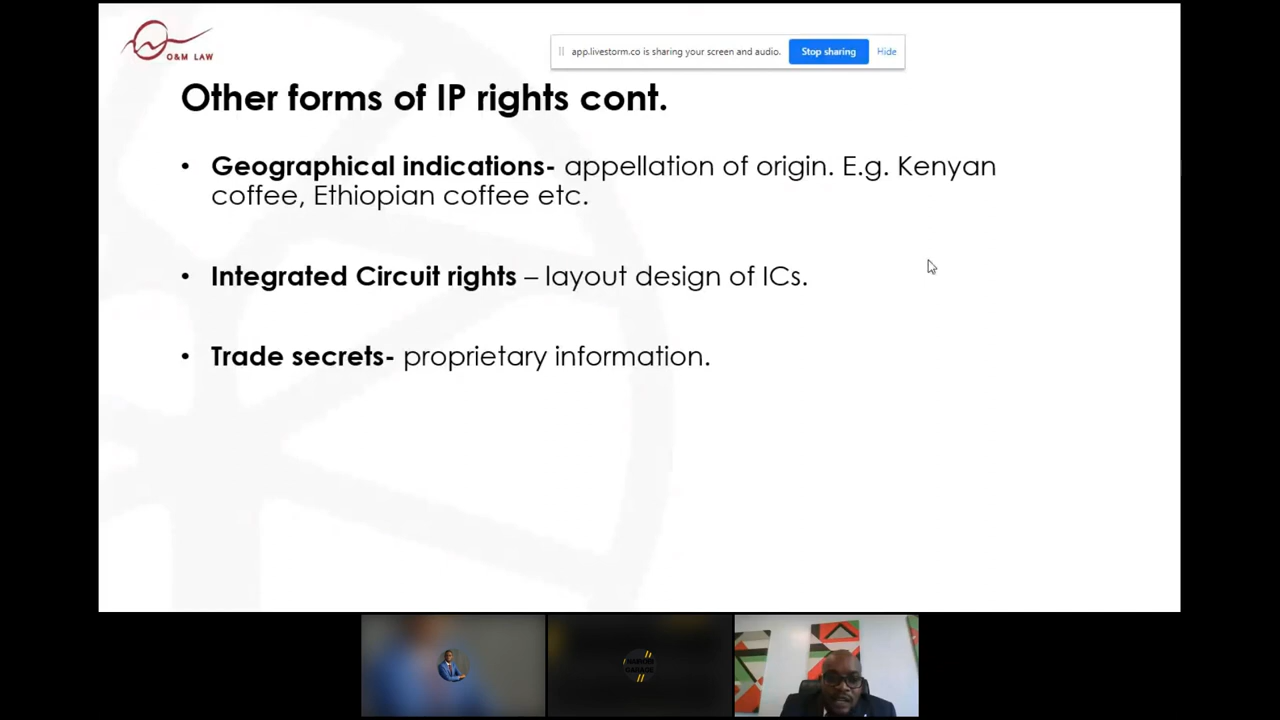 O&M LAW
app.livestorm.co is sharing your screen and audio.
Stop sharing
Hide
Other forms of IP rights cont.
• Geographical indications- appellation of origin. E.g. Kenyan
coffee, Ethiopian coffee etc.
• Integrated Circuit rights – layout design of ICs.
• Trade secrets- proprietary information.
NAIROBI
GARAGE